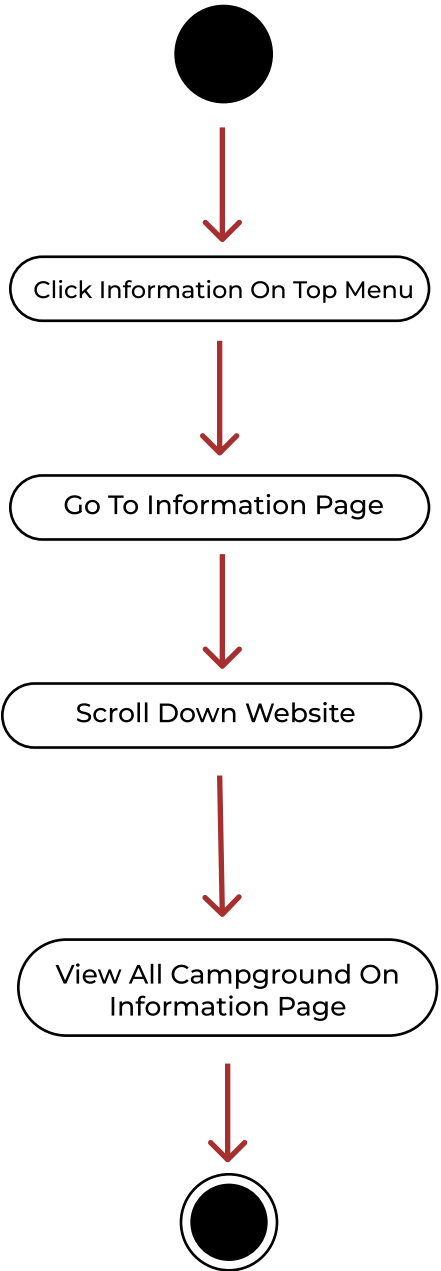 Click Information On Top Menu
Go To Information Page
Scroll Down Website
View All Campground On
Information Page